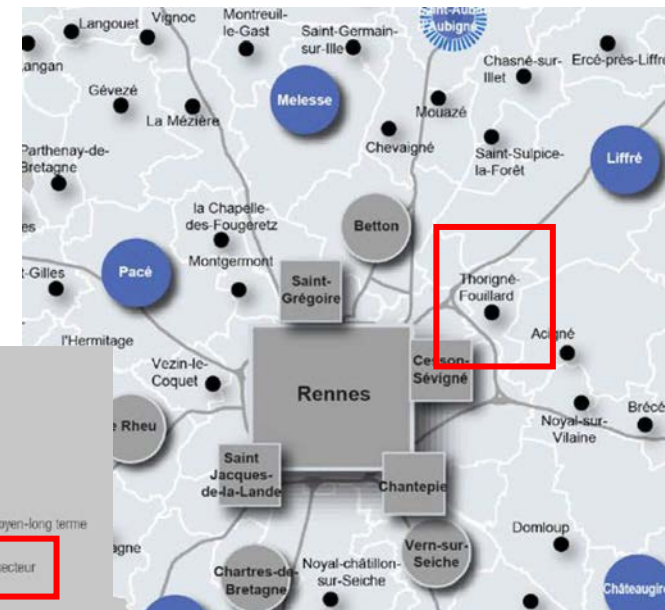 Langouet
Vignoc
Montreuil-
le-Gast
Saint-Germain-
sur-Ille
Saint-Aubin
d'Aubigné
angan
Gévezé
La Mézière
Melesse
Chasné-sur-
Illet
Ercé-près-Liffré
Mouazé
Parthenay-de-
Bretagne
Chevaigné
Saint-Sulpice-
la-Forêt
Liffré
la Chapelle-
des-Fougeretz
Betton
es
t-Gilles
Pacé
Montgermont
Saint-
Grégoire
Thorigné-
Fouillard
l'Hermitage
Acigné
Vezin-le-
Coquet
Rennes
Cesson-
Sévigné
e Rheu
Noyal-sur-
Vilaine
Brécé
Saint
Jacques-
de-la-Lande
Chantepie
oyen-long terme
ecteur
agne
Domloup
Vern-sur-
Seiche
Chartres-de-
Bretagne
Noyal-châtillon-
sur-Seiche
Châteaugir